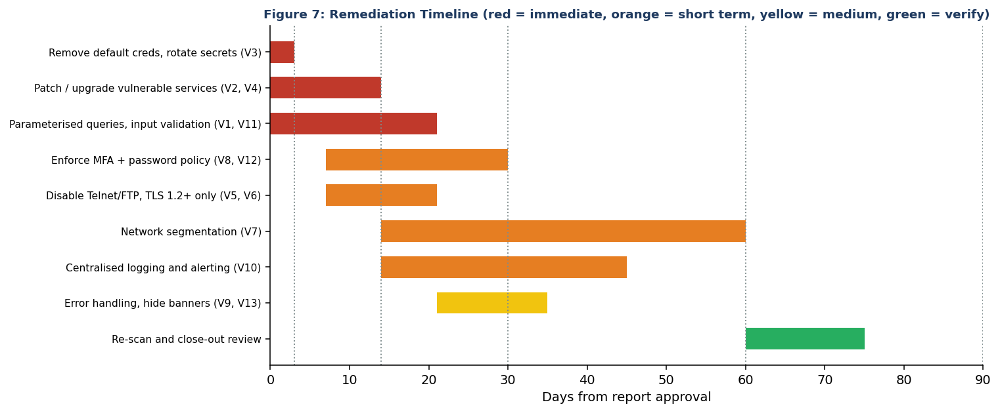 Figure 7: Remediation Timeline (red = immediate, orange = short term, yellow = medium, green = verify)
Remove default creds, rotate secrets (V3)
Patch / upgrade vulnerable services (V2, V4)
Parameterised queries, input validation (V1, V11)
Enforce MFA + password policy (V8, V12)
Disable Telnet/FTP, TLS 1.2+ only (V5, V6)
Network segmentation (V7)
Centralised logging and alerting (V10)
Error handling, hide banners (V9, V13)
Re-scan and close-out review
0 10 20 30 40 50 60 70 80 90
Days from report approval